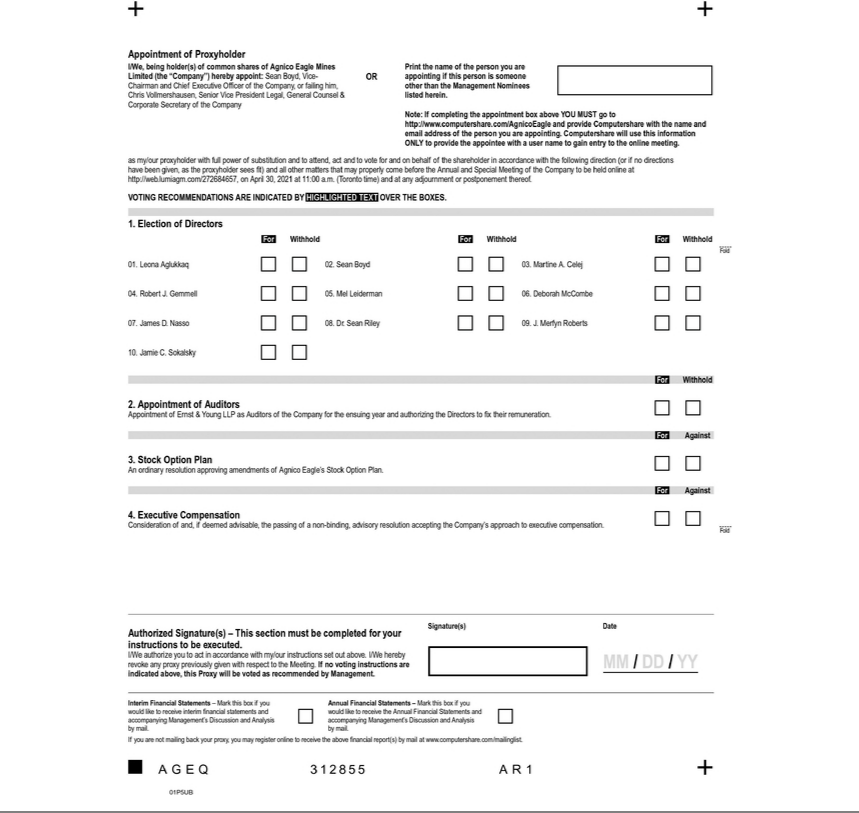 Appointment of Proxyholder
I/We, being holder(s) of common shares of Agnico Eagle Mines
Limited (the “Company”) hereby appoint: Sean Boyd, Vice-
Chairman and Chief Executive Officer of the Company, or failing him,
Chris Vollmershausen, Senior Vice President Legal, General Counsel &
Corporate Secretary of the Company
OR
Print the name of the person you are
appointing if this person is someone
other than the Management Nominees
listed herein.
Note: If completing the appointment box above YOU MUST go to
http://www.computershare.com/AgnicoEagle and provide Computershare with the name and
email address of the person you are appointing. Computershare will use this information
ONLY to provide the appointee with a user name to gain entry to the online meeting.
as my/our proxyholder with full power of substitution and to attend, act and to vote for and on behalf of the shareholder in accordance with the following direction (or if no directions
have been given, as the proxyholder sees fit) and all other matters that may properly come before the Annual and Special Meeting of the Company to be held online at
http://web.lumiagm.com/272684657, on April 30, 2021 at 11:00 a.m. (Toronto time) and at any adjournment or postponement thereof.
VOTING RECOMMENDATIONS ARE INDICATED BY HIGHLIGHTED TEXT OVER THE BOXES.
1. Election of Directors
For Withhold For Withhold For Withhold
Fold
01. Leona Aglukkaq 02. Sean Boyd 03. Martine A. Celej
04. Robert J. Gemmell 05. Mel Leiderman 06. Deborah McCombe
07. James D. Nasso 08. Dr. Sean Riley 09. J. Merfyn Roberts
10. Jamie C. Sokalsky
For Withhold
2. Appointment of Auditors
Appointment of Ernst & Young LLP as Auditors of the Company for the ensuing year and authorizing the Directors to fix their remuneration.
For Against
3. Stock Option Plan
An ordinary resolution approving amendments of Agnico Eagle’s Stock Option Plan.
For Against
4. Executive Compensation
Consideration of and, if deemed advisable, the passing of a non-binding, advisory resolution accepting the Company’s approach to executive compensation.
Fold
Authorized Signature(s) – This section must be completed for your
instructions to be executed.
I/We authorize you to act in accordance with my/our instructions set out above. I/We hereby
revoke any proxy previously given with respect to the Meeting. If no voting instructions are
indicated above, this Proxy will be voted as recommended by Management.
Signature(s)
Date
MM / DD / YY
Interim Financial Statements – Mark this box if you
would like to receive interim financial statements and
accompanying Management’s Discussion and Analysis
by mail.
Annual Financial Statements – Mark this box if you
would like to receive the Annual Financial Statements and
accompanying Management’s Discussion and Analysis
by mail.
If you are not mailing back your proxy, you may register online to receive the above financial report(s) by mail at www.computershare.com/mailinglist.
AGEQ 312855 AR1
01P5UB